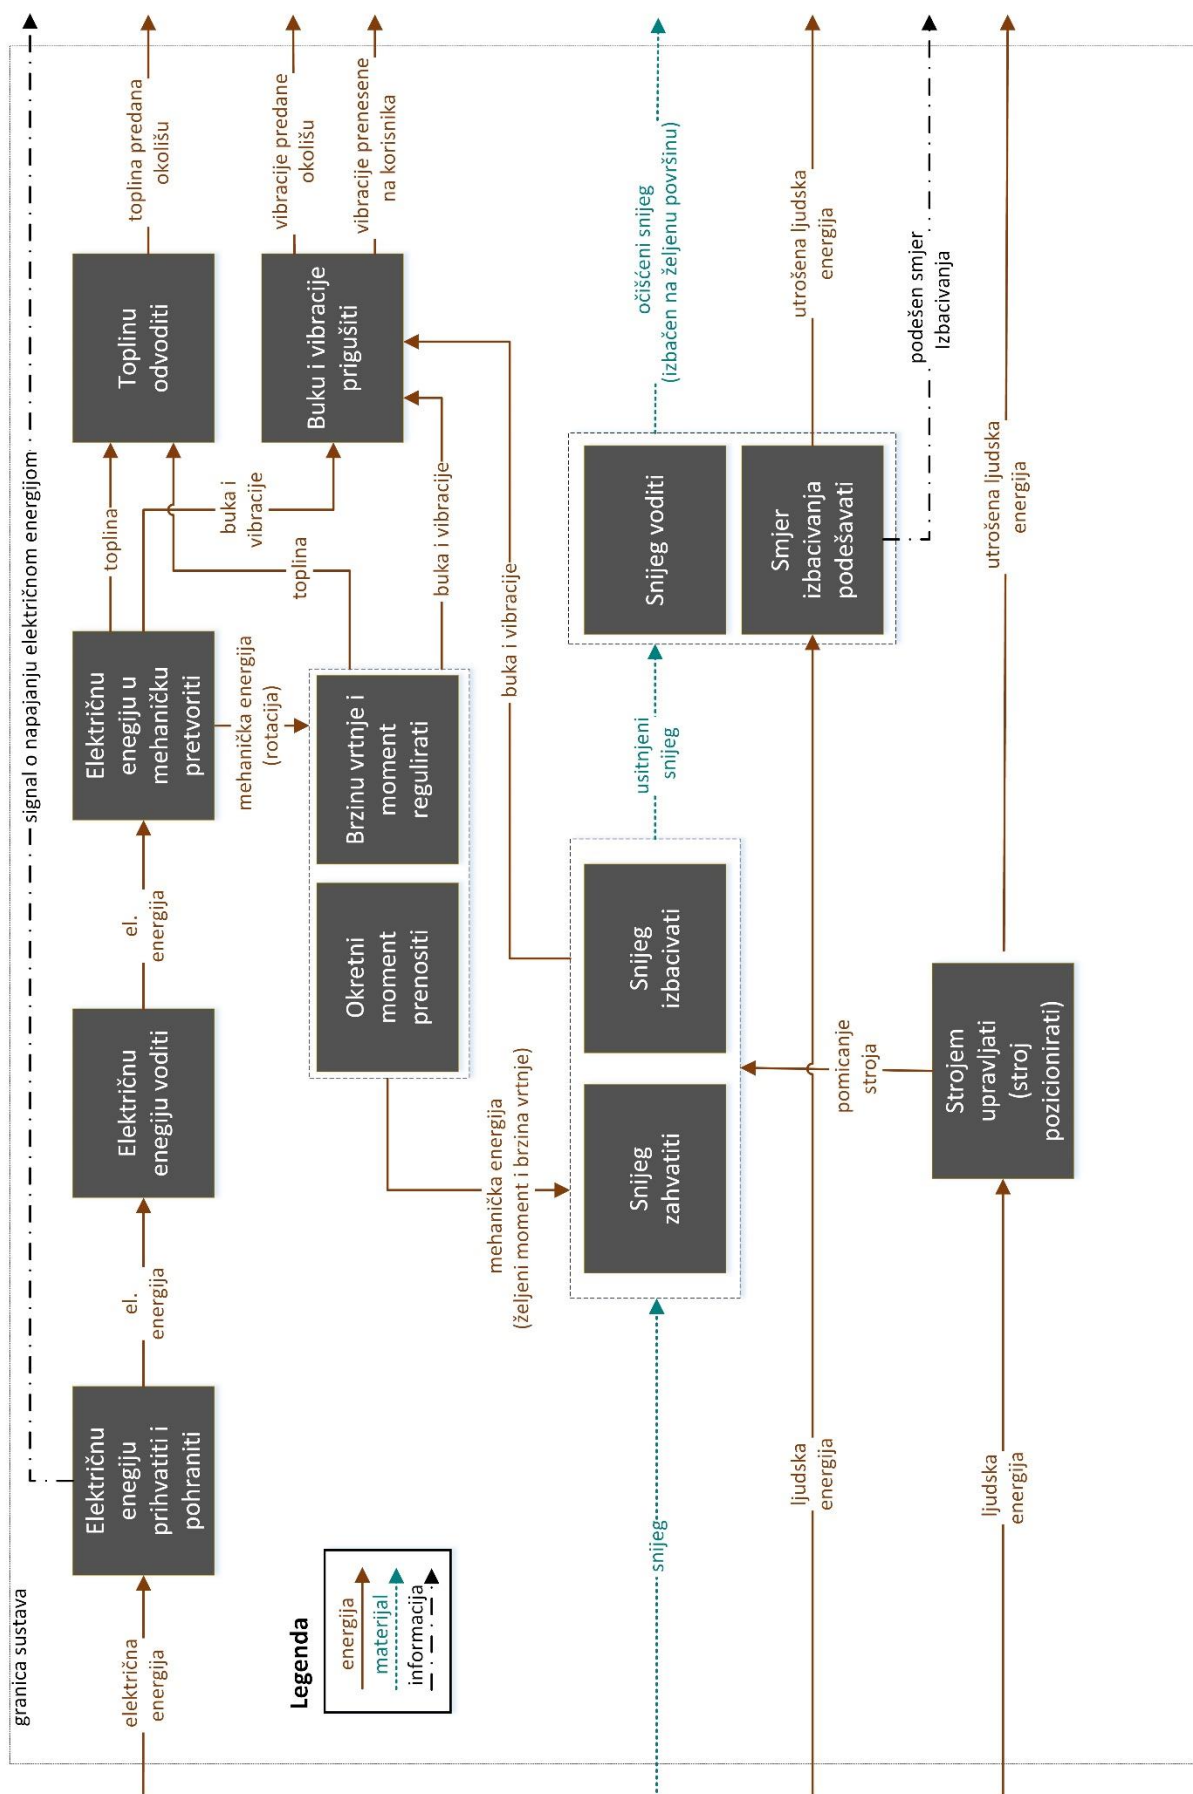 granica sustava
signal o napajanju električnom energijom
električna
energija
Električnu
enegiju
prihvatiti i
pohraniti
el.
energija
Električnu
enegiju voditi
el.
energija
Električnu
enegiju u
mehaničku
pretvoriti
toplina
buka i
vibracije
mehanička energija
(rotacija)
Toplinu
odvoditi
toplina predana
okolišu
Buku i vibracije
prigušiti
vibracije predane
okolišu
vibracije prenesene
na korisnika
Okretni
moment
prenositi
Brzinu vrtnje i
moment
regulirati
toplina
buka i vibracije
Legenda
energija
materijal
informacija
mehanička energija
(željeni moment i brzina vrtnje)
buka i vibracije
snijeg
Snijeg
zahvatiti
Snijeg
izbacivati
usitnjeni
snijeg
Snijeg voditi
očišćeni snijeg
(izbačen na željenu površinu)
ljudska
energija
Smjer
izbacivanja
podešavati
utrošena ljudska
energija
podešen smjer
Izbacivanja
pomicanje
stroja
ljudska
energija
Strojem
upravljati
(stroj
pozicionirati)
utrošena ljudska
energija